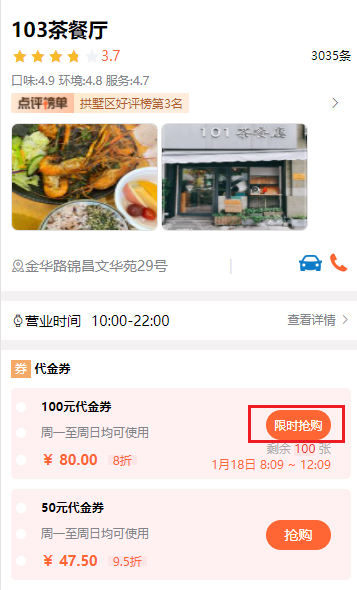 103茶餐厅
3.7
3035条
口味:4.9 环境:4.8 服务:4.7
点评榜单 拱墅区好评榜第3名
101 茶餐店
金华路锦昌文华苑29号
营业时间 10:00-22:00
查看详情
券 代金券
100元代金券
周一至周日均可使用
¥ 80.00 8折
限时抢购
剩余 100 张
1月18日 8:09 ~ 12:09
50元代金券
周一至周日均可使用
¥ 47.50 9.5折
抢购